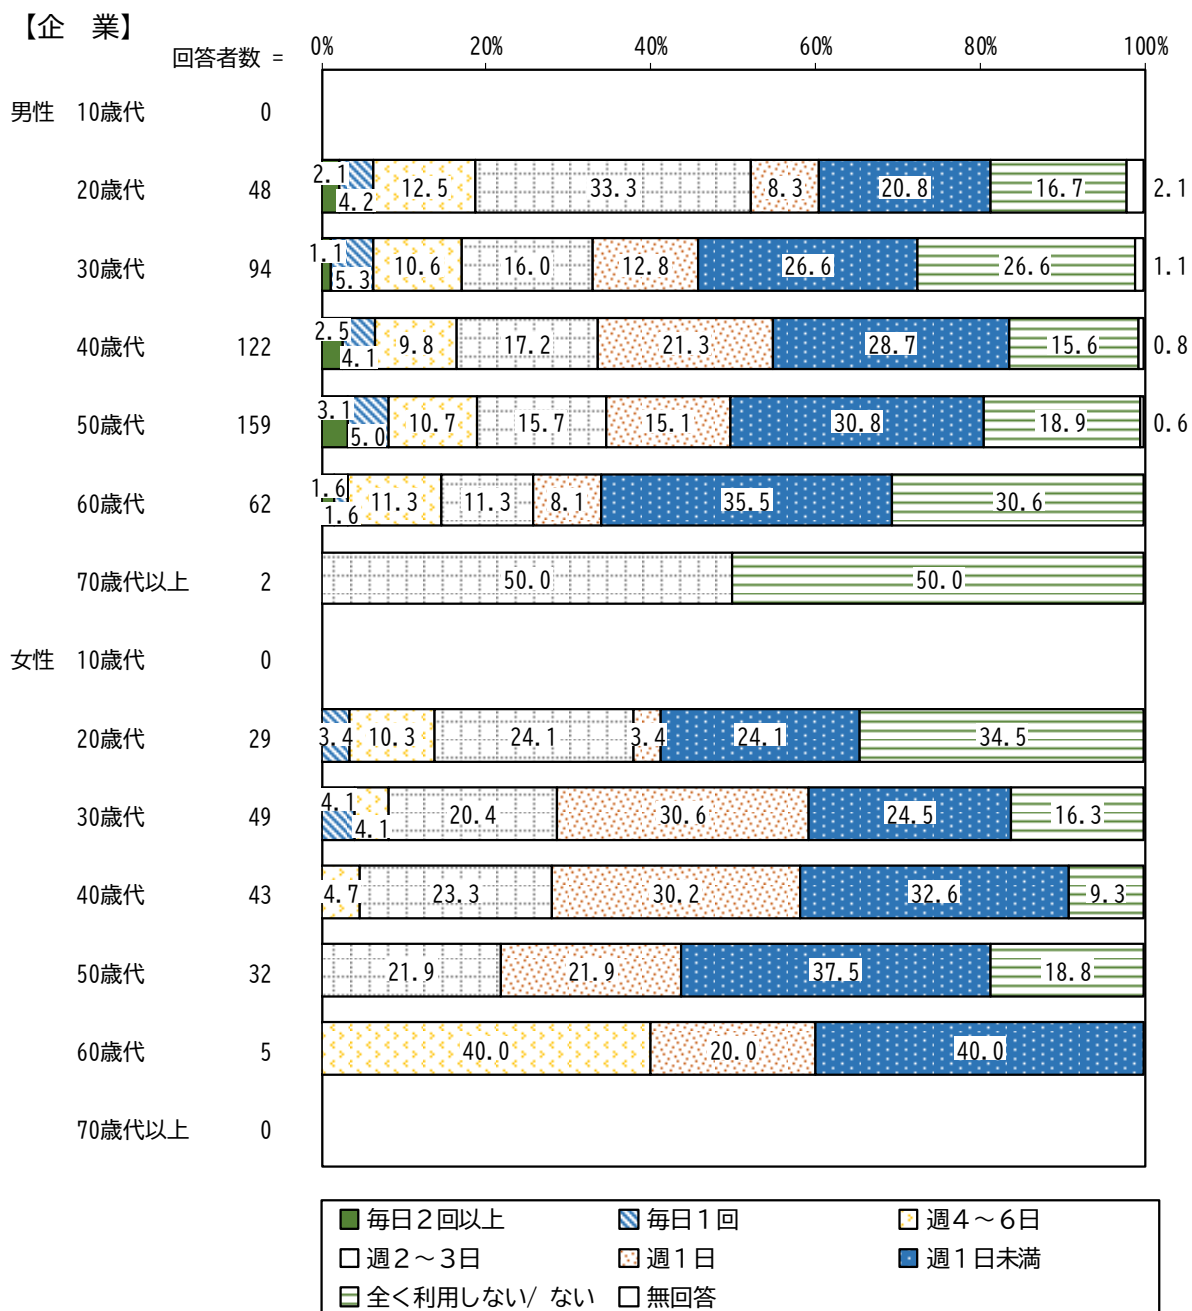 【企　業】
回答者数 =
0% 20% 40% 60% 80% 100%
男性 10歳代 0
20歳代 48 2.1 4.2 12.5 33.3 8.3 20.8 16.7 2.1
30歳代 94 1.1 5.3 10.6 16.0 12.8 26.6 26.6 1.1
40歳代 122 2.5 4.1 9.8 17.2 21.3 28.7 15.6 0.8
50歳代 159 3.1 5.0 10.7 15.7 15.1 30.8 18.9 0.6
60歳代 62 1.6 1.6 11.3 11.3 8.1 35.5 30.6
70歳代以上 2 50.0 50.0
女性 10歳代 0
20歳代 29 3.4 10.3 24.1 3.4 24.1 34.5
30歳代 49 4.1 4.1 20.4 30.6 24.5 16.3
40歳代 43 4.7 23.3 30.2 32.6 9.3
50歳代 32 21.9 21.9 37.5 18.8
60歳代 5 40.0 20.0 40.0
70歳代以上 0
毎日２回以上 毎日１回 週４～６日
週２～３日 週１日 週１日未満
全く利用しない/ ない 無回答